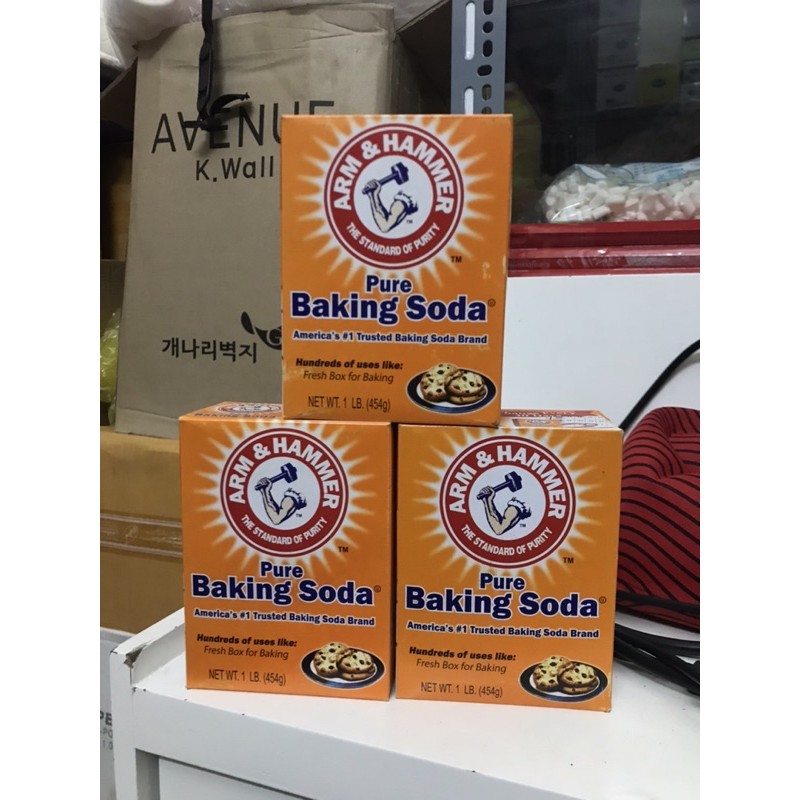 AVENUE
K.Wall
개나리벽지
ARM & HAMMER
THE STANDARD OF PURITY
TM
Pure
Baking Soda®
America's #1 Trusted Baking Soda Brand
Hundreds of uses like:
Fresh Box for Baking
NET WT. 1 LB. (454g)
ARM & HAMMER
THE STANDARD OF PURITY
TM
Pure
Baking Soda®
America's #1 Trusted Baking Soda Brand
Hundreds of uses like:
Fresh Box for Baking
NET WT. 1 LB. (454g)
ARM & HAMMER
THE STANDARD OF PURITY
TM
Pure
Baking Soda®
America's #1 Trusted Baking Soda Brand
Hundreds of uses like:
Fresh Box for Baking
NET WT. 1 LB. (454g)